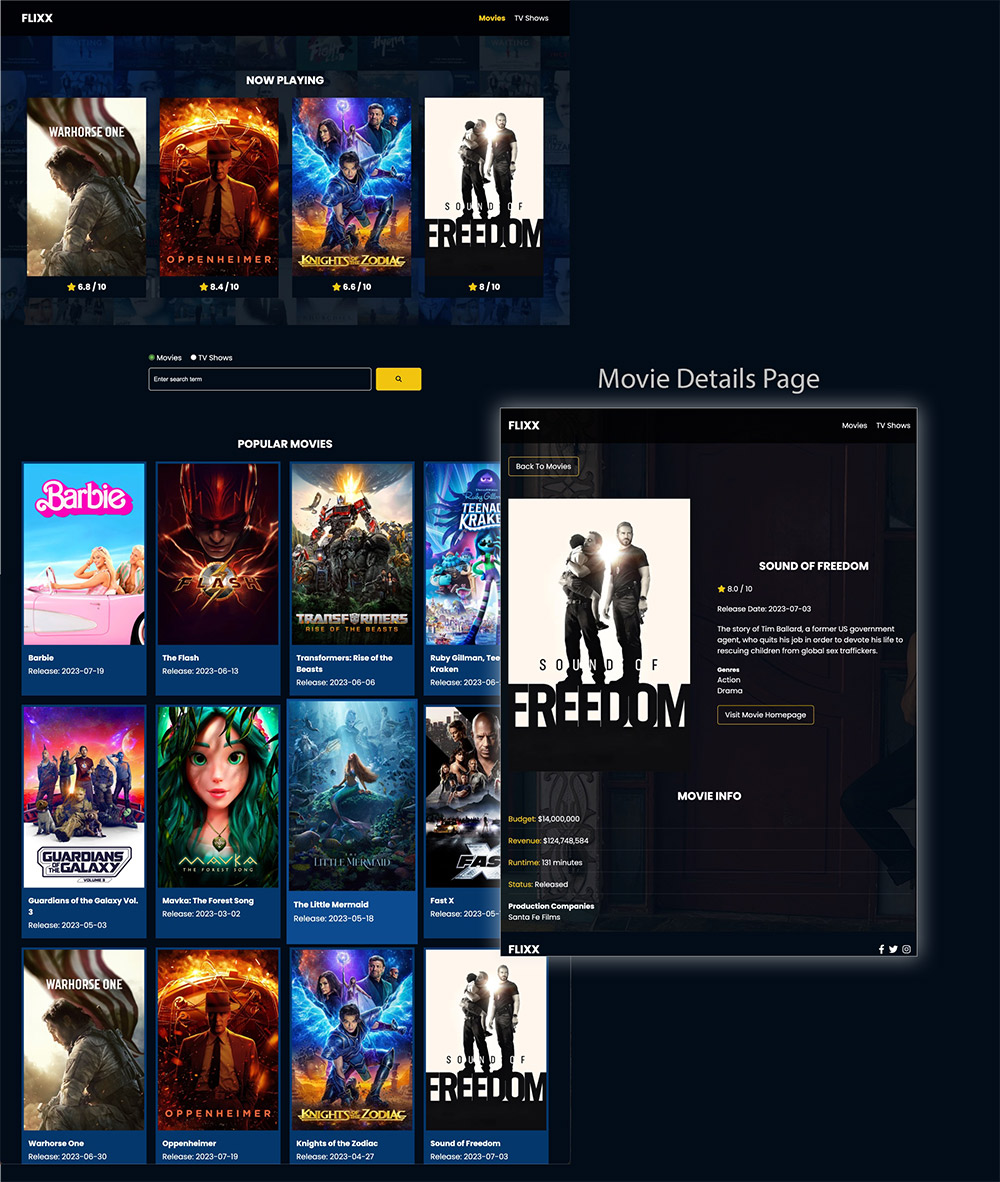 FLIXX
Movies TV Shows
NOW PLAYING
WARHORSE ONE
OPPENHEIMER
KNIGHTS OF THE ZODIAC
SOUND OF
FREEDOM
6.8 / 10
8.4 / 10
6.6 / 10
8 / 10
Movies TV Shows
Enter search term
POPULAR MOVIES
Barbie
FLASH
TRANSFORMERS
RISE OF THE BEASTS
Ruby Gillm
TEENAG
KRAKE
Barbie
Release: 2023-07-19
The Flash
Release: 2023-06-13
Transformers: Rise of the
Beasts
Release: 2023-06-06
Ruby Gillman, Tee
Kraken
Release: 2023-06-
GUARDIANS
OF THE GALAXY
VOLUME 3
MAVKA
THE FOREST SONG
THE
LITTLE MERMAID
FAS
Guardians of the Galaxy Vol.
3
Release: 2023-05-03
Mavka: The Forest Song
Release: 2023-03-02
The Little Mermaid
Release: 2023-05-18
Fast X
Release: 2023-05-
WARHORSE ONE
OPPENHEIMER
KNIGHTS OF THE ZODIAC
SOUND OF
FREEDOM
Warhorse One
Release: 2023-06-30
Oppenheimer
Release: 2023-07-19
Knights of the Zodiac
Release: 2023-04-27
Sound of Freedom
Release: 2023-07-03
Movie Details Page
FLIXX
Movies TV Shows
Back To Movies
SOUND OF
FREEDOM
SOUND OF FREEDOM
8.0 / 10
Release Date: 2023-07-03
The story of Tim Ballard, a former US government
agent, who quits his job in order to devote his life to
rescuing children from global sex traffickers.
Genres
Action
Drama
Visit Movie Homepage
MOVIE INFO
Budget: $14,000,000
Revenue: $124,748,584
Runtime: 131 minutes
Status: Released
Production Companies
Santa Fe Films
FLIXX